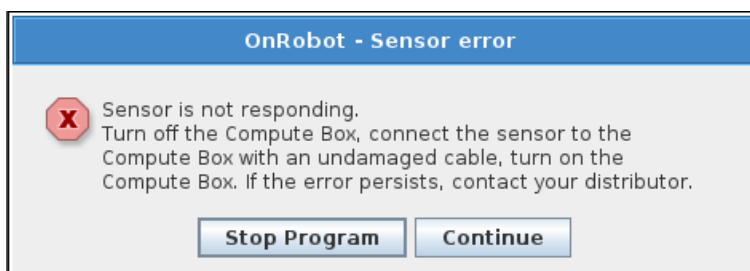 OnRobot - Sensor error
Sensor is not responding.
Turn off the Compute Box, connect the sensor to the
Compute Box with an undamaged cable, turn on the
Compute Box. If the error persists, contact your distributor.
Stop Program Continue